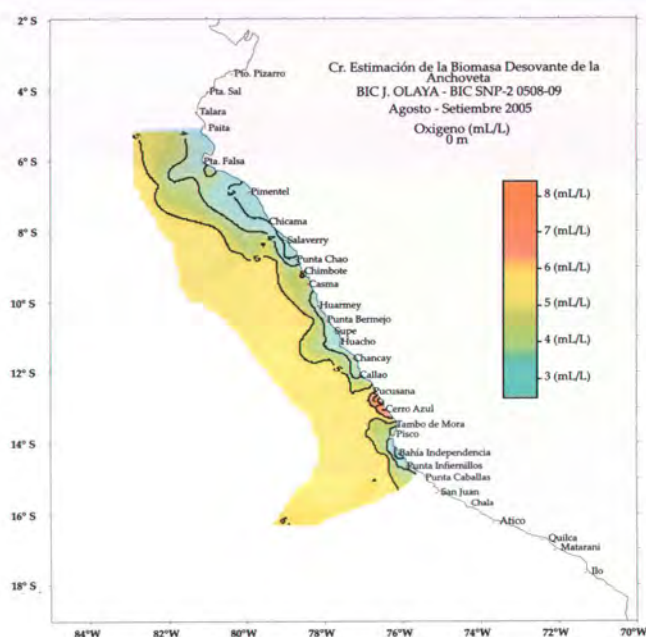 2° S
4° S
6° S
8° S
10° S
12° S
14° S
16° S
18° S
Cr. Estimación de la Biomasa Desovante de la
Anchoveta
BIC J. OLAYA - BIC SNP-2 0508-09
Agosto - Setiembre 2005
Oxigeno (mL/L)
0 m
8 (mL/L)
7 (mL/L)
6 (mL/L)
5 (mL/L)
4 (mL/L)
3 (mL/L)
Pto. Pizarro
Pta. Sal
Talara
Paita
Pta. Falsa
Pimentel
Chicama
Salaverry
Punta Chao
Chimbote
Casma
Huarmey
Punta Bermejo
Supe
Huacho
Chancay
Callao
Pucusana
Cerro Azul
Tambo de Mora
Pisco
Bahía Independencia
Punta Infiernillos
Punta Caballas
San Juan
Chala
Atico
Quilca
Matarani
Ilo
84°W
82°W
80°W
78°W
76°W
74°W
72°W
70°W